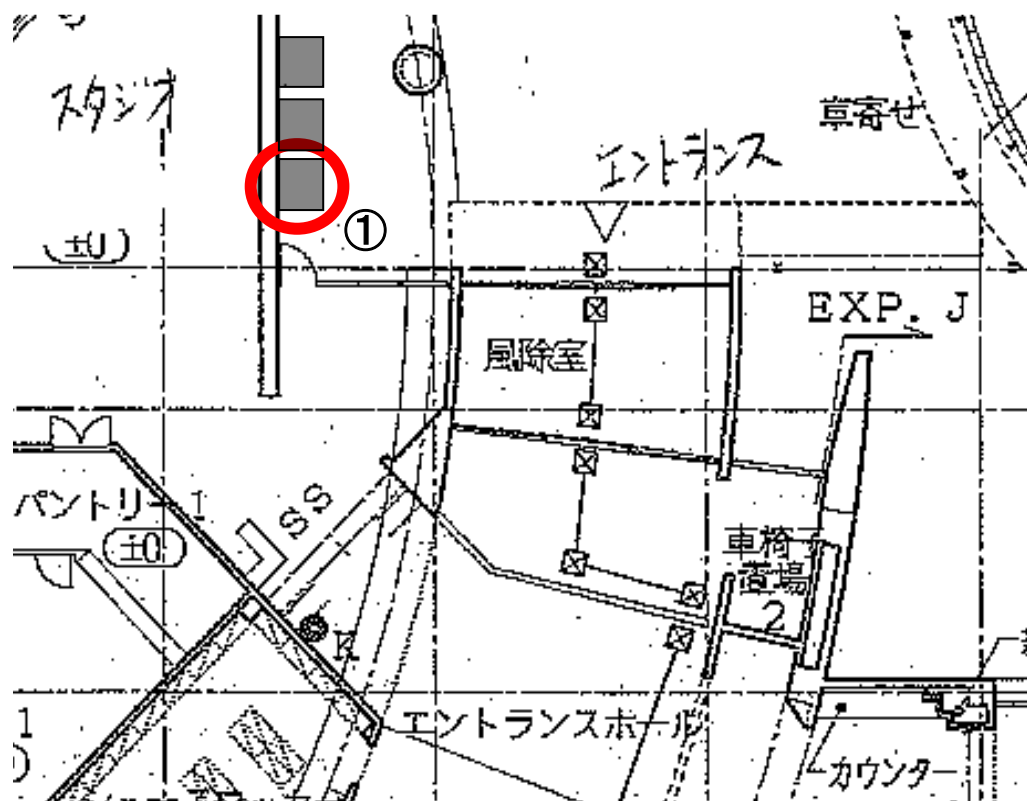 スタジオ
車寄せ
エントランス
①
±0
EXP. J
風除室
パントリー1
SS
±0
車椅子
置場
2
K
1
エントランスホール
カウンター